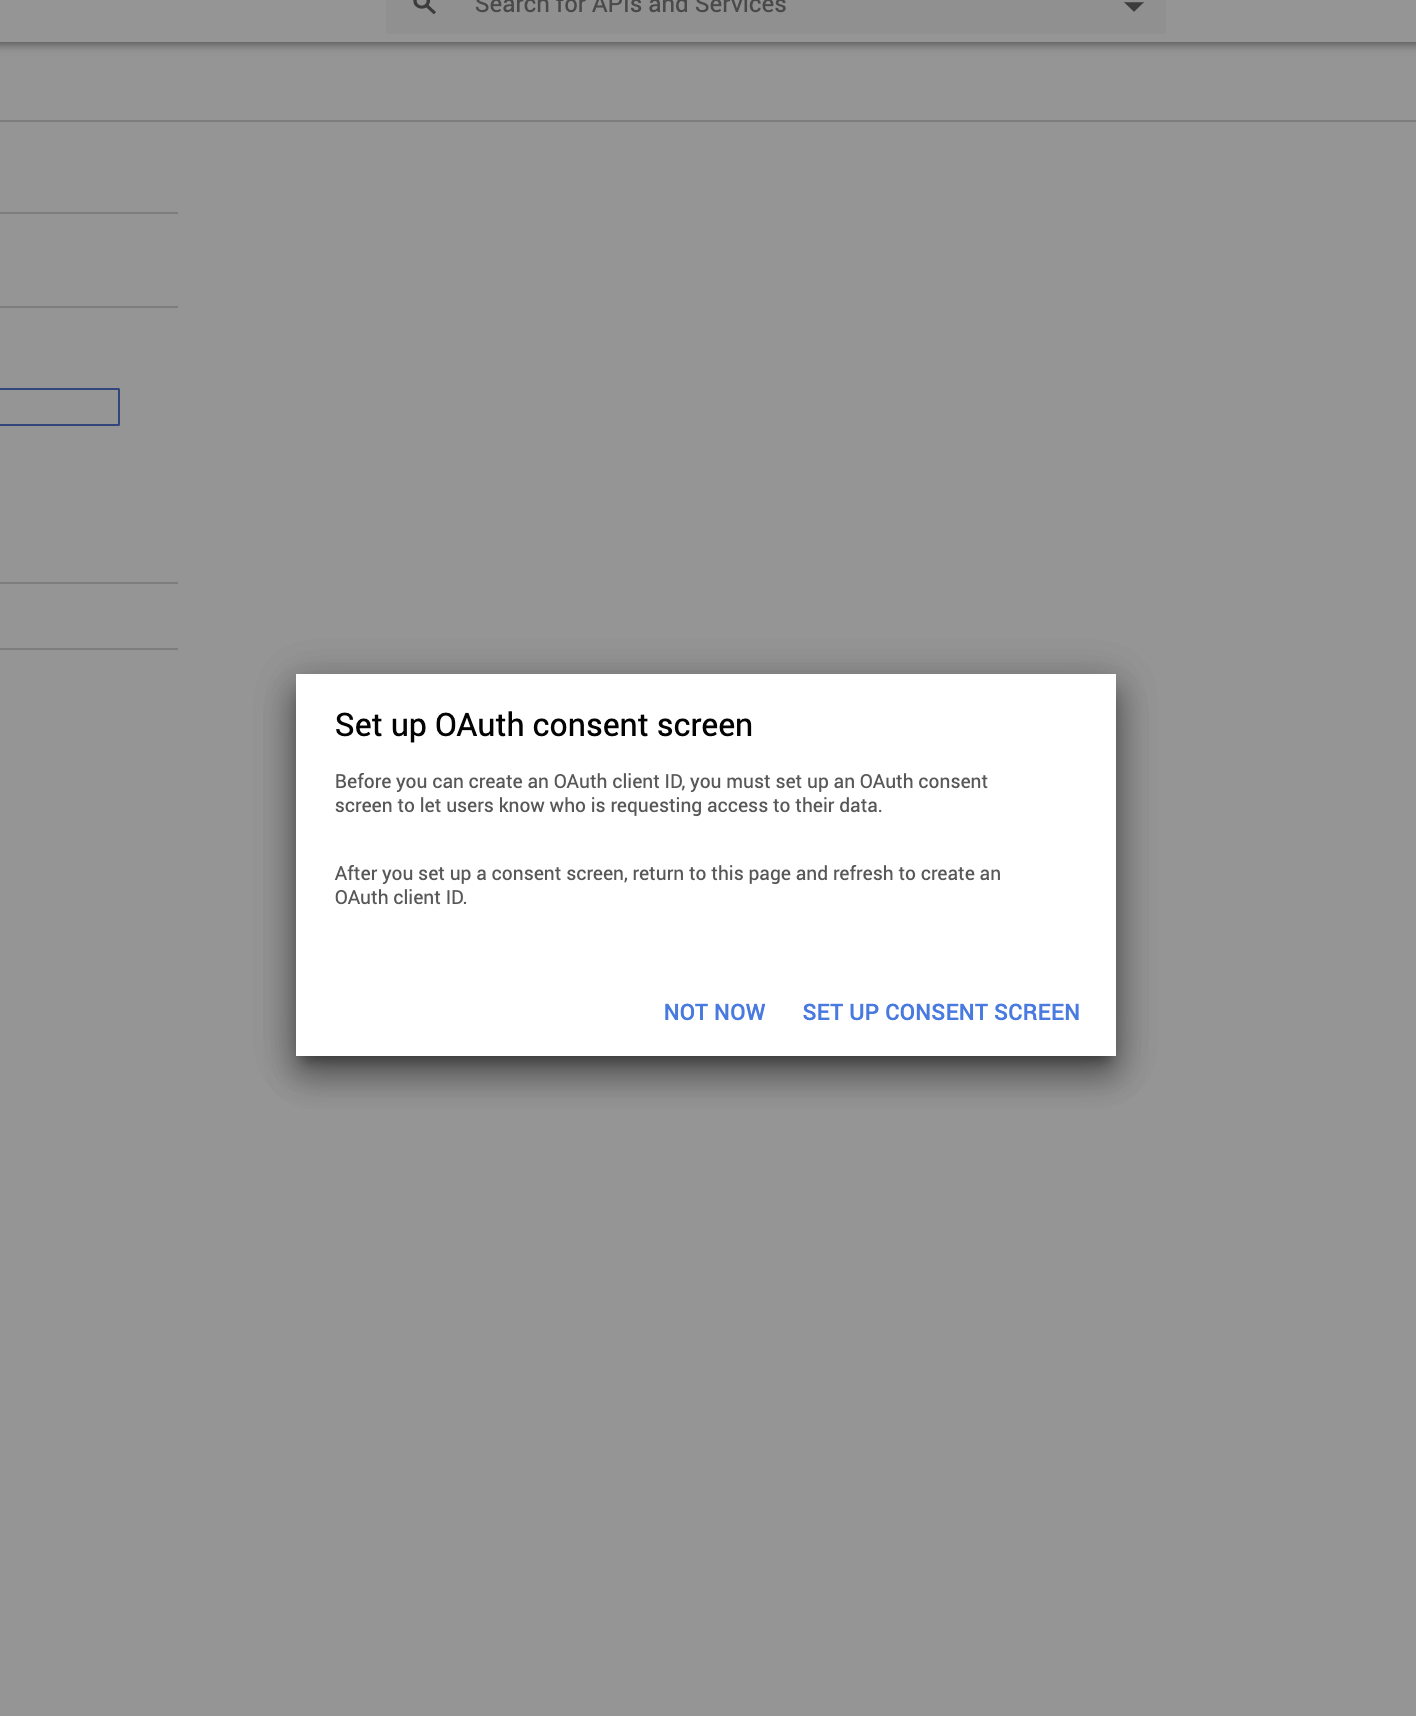 Search for APIs and Services
Set up OAuth consent screen
Before you can create an OAuth client ID, you must set up an OAuth consent
screen to let users know who is requesting access to their data.
After you set up a consent screen, return to this page and refresh to create an
OAuth client ID.
NOT NOW SET UP CONSENT SCREEN